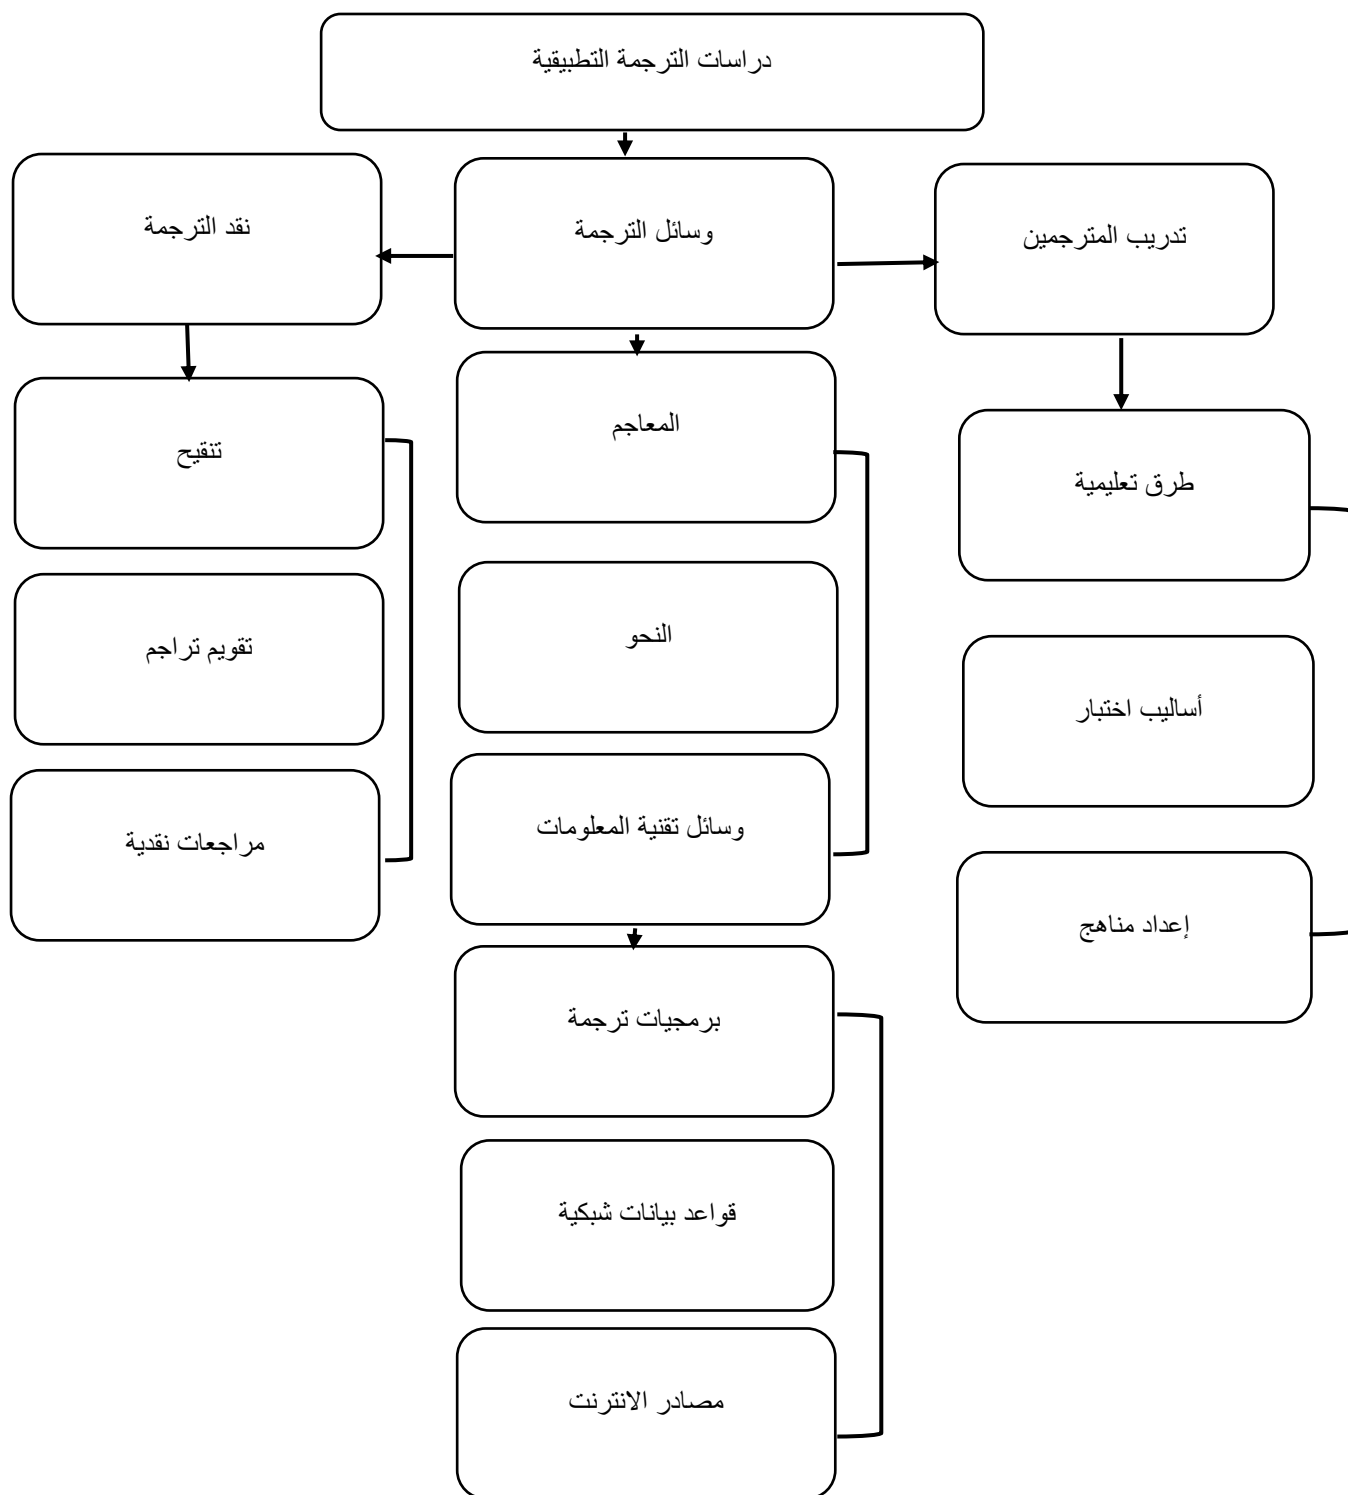 دراسات الترجمة التطبيقية
تدريب المترجمين
وسائل الترجمة
نقد الترجمة
طرق تعليمية
أساليب اختبار
إعداد مناهج
المعاجم
النحو
وسائل تقنية المعلومات
برمجيات ترجمة
قواعد بيانات شبكية
مصادر الانترنت
تنقيح
تقويم تراجم
مراجعات نقدية